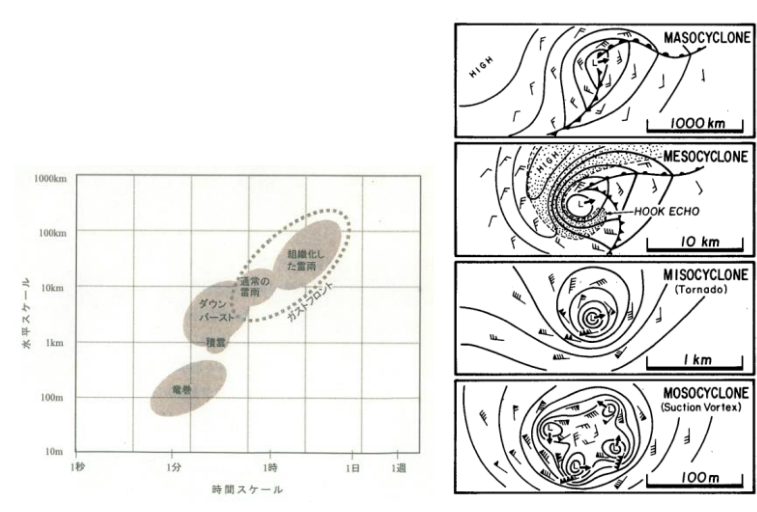 1000km
100km
10km
1km
100m
10m
水平スケール
組織化し
た雷雨
通常の
雷雨
ガストフロント
ダウン
バースト
積雲
竜巻
1秒
1分
1時
1日
1週
時間スケール
MASOCYCLONE
HIGH
L
1000 km
MESOCYCLONE
HIGH
L
HOOK ECHO
10 km
MISOCYCLONE
(Tornado)
L
1 km
MOSOCYCLONE
(Suction Vortex)
L
L
L
L
100 m